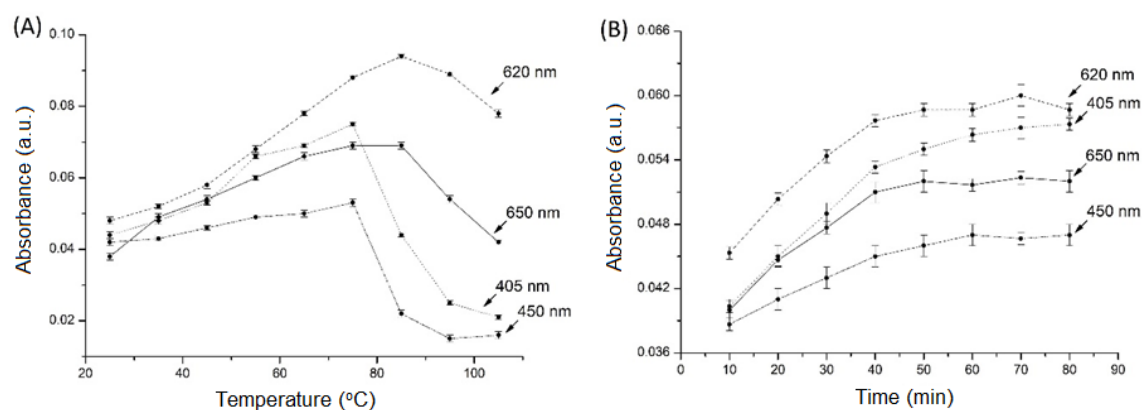 (A)
0.10
0.08
0.06
0.04
0.02
Absorbance (a.u.)
620 nm
650 nm
405 nm
450 nm
20 40 60 80 100
Temperature (ºC)
(B)
0.066
0.060
0.054
0.048
0.042
0.036
Absorbance (a.u.)
620 nm
405 nm
650 nm
450 nm
0 10 20 30 40 50 60 70 80 90
Time (min)